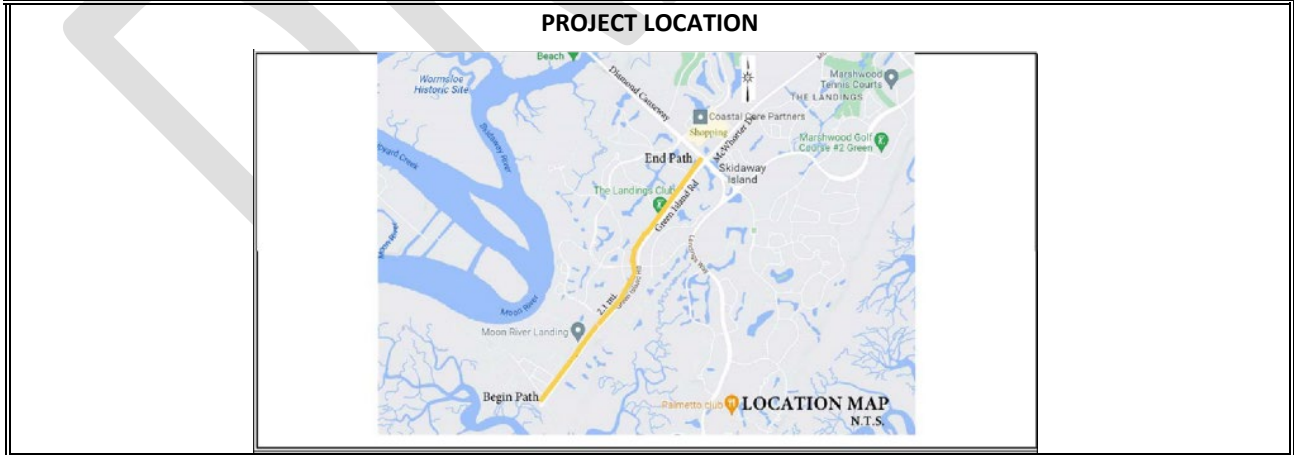 PROJECT LOCATION
Beach
Wormsloe
Historic Site
Diamond Causeway
Marshwood
Tennis Courts
THE LANDINGS
Coastal Care Partners
Shopping
McWhorter Dr
Marshwood Golf
Course #2 Green
Skidaway River
End Path
Skidaway
Island
The Landings Club
Green Island Rd
Moon River
2.1 mi.
Green Island Rd
Moon River
Moon River Landing
Begin Path
Palmetto club
LOCATION MAP
N.T.S.